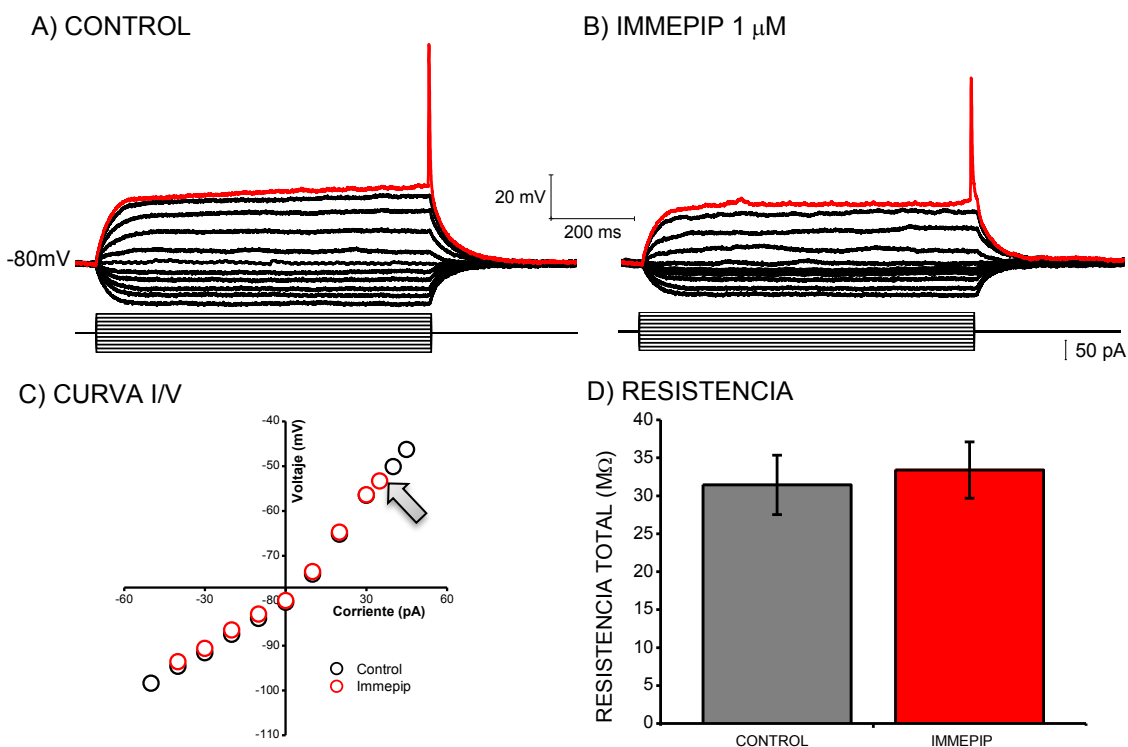 A) CONTROL
B) IMMEPIP 1 μM
20 mV
200 ms
-80mV
50 pA
C) CURVA I/V
D) RESISTENCIA
Voltaje (mV)
-40
-50
-60
-70
-80
-90
-100
-110
-60
-30
0
30
60
Corriente (pA)
Control
Immepip
RESISTENCIA TOTAL (MΩ)
40
35
30
25
20
15
10
5
0
CONTROL
IMMEPIP